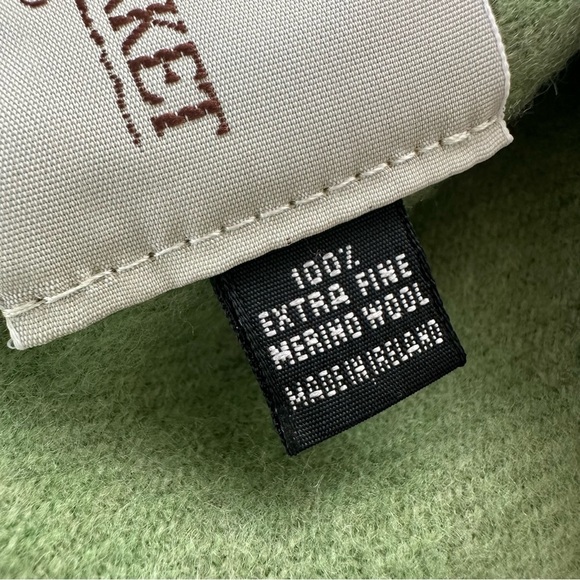 KET
100%
EXTRA FINE
MERINO WOOL
MADE IN IRELAND